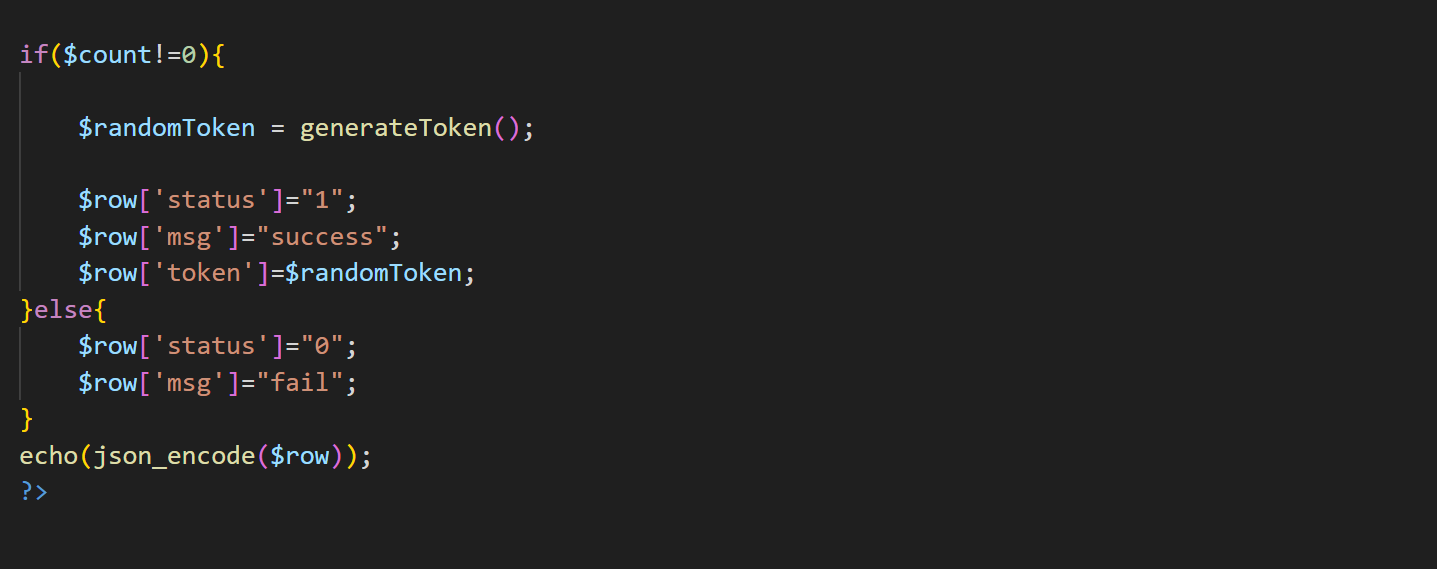 if($count!=0){
$randomToken = generateToken();
$row['status']="1";
$row['msg']="success";
$row['token']=$randomToken;
}else{
$row['status']="0";
$row['msg']="fail";
}
echo(json_encode($row));
?>